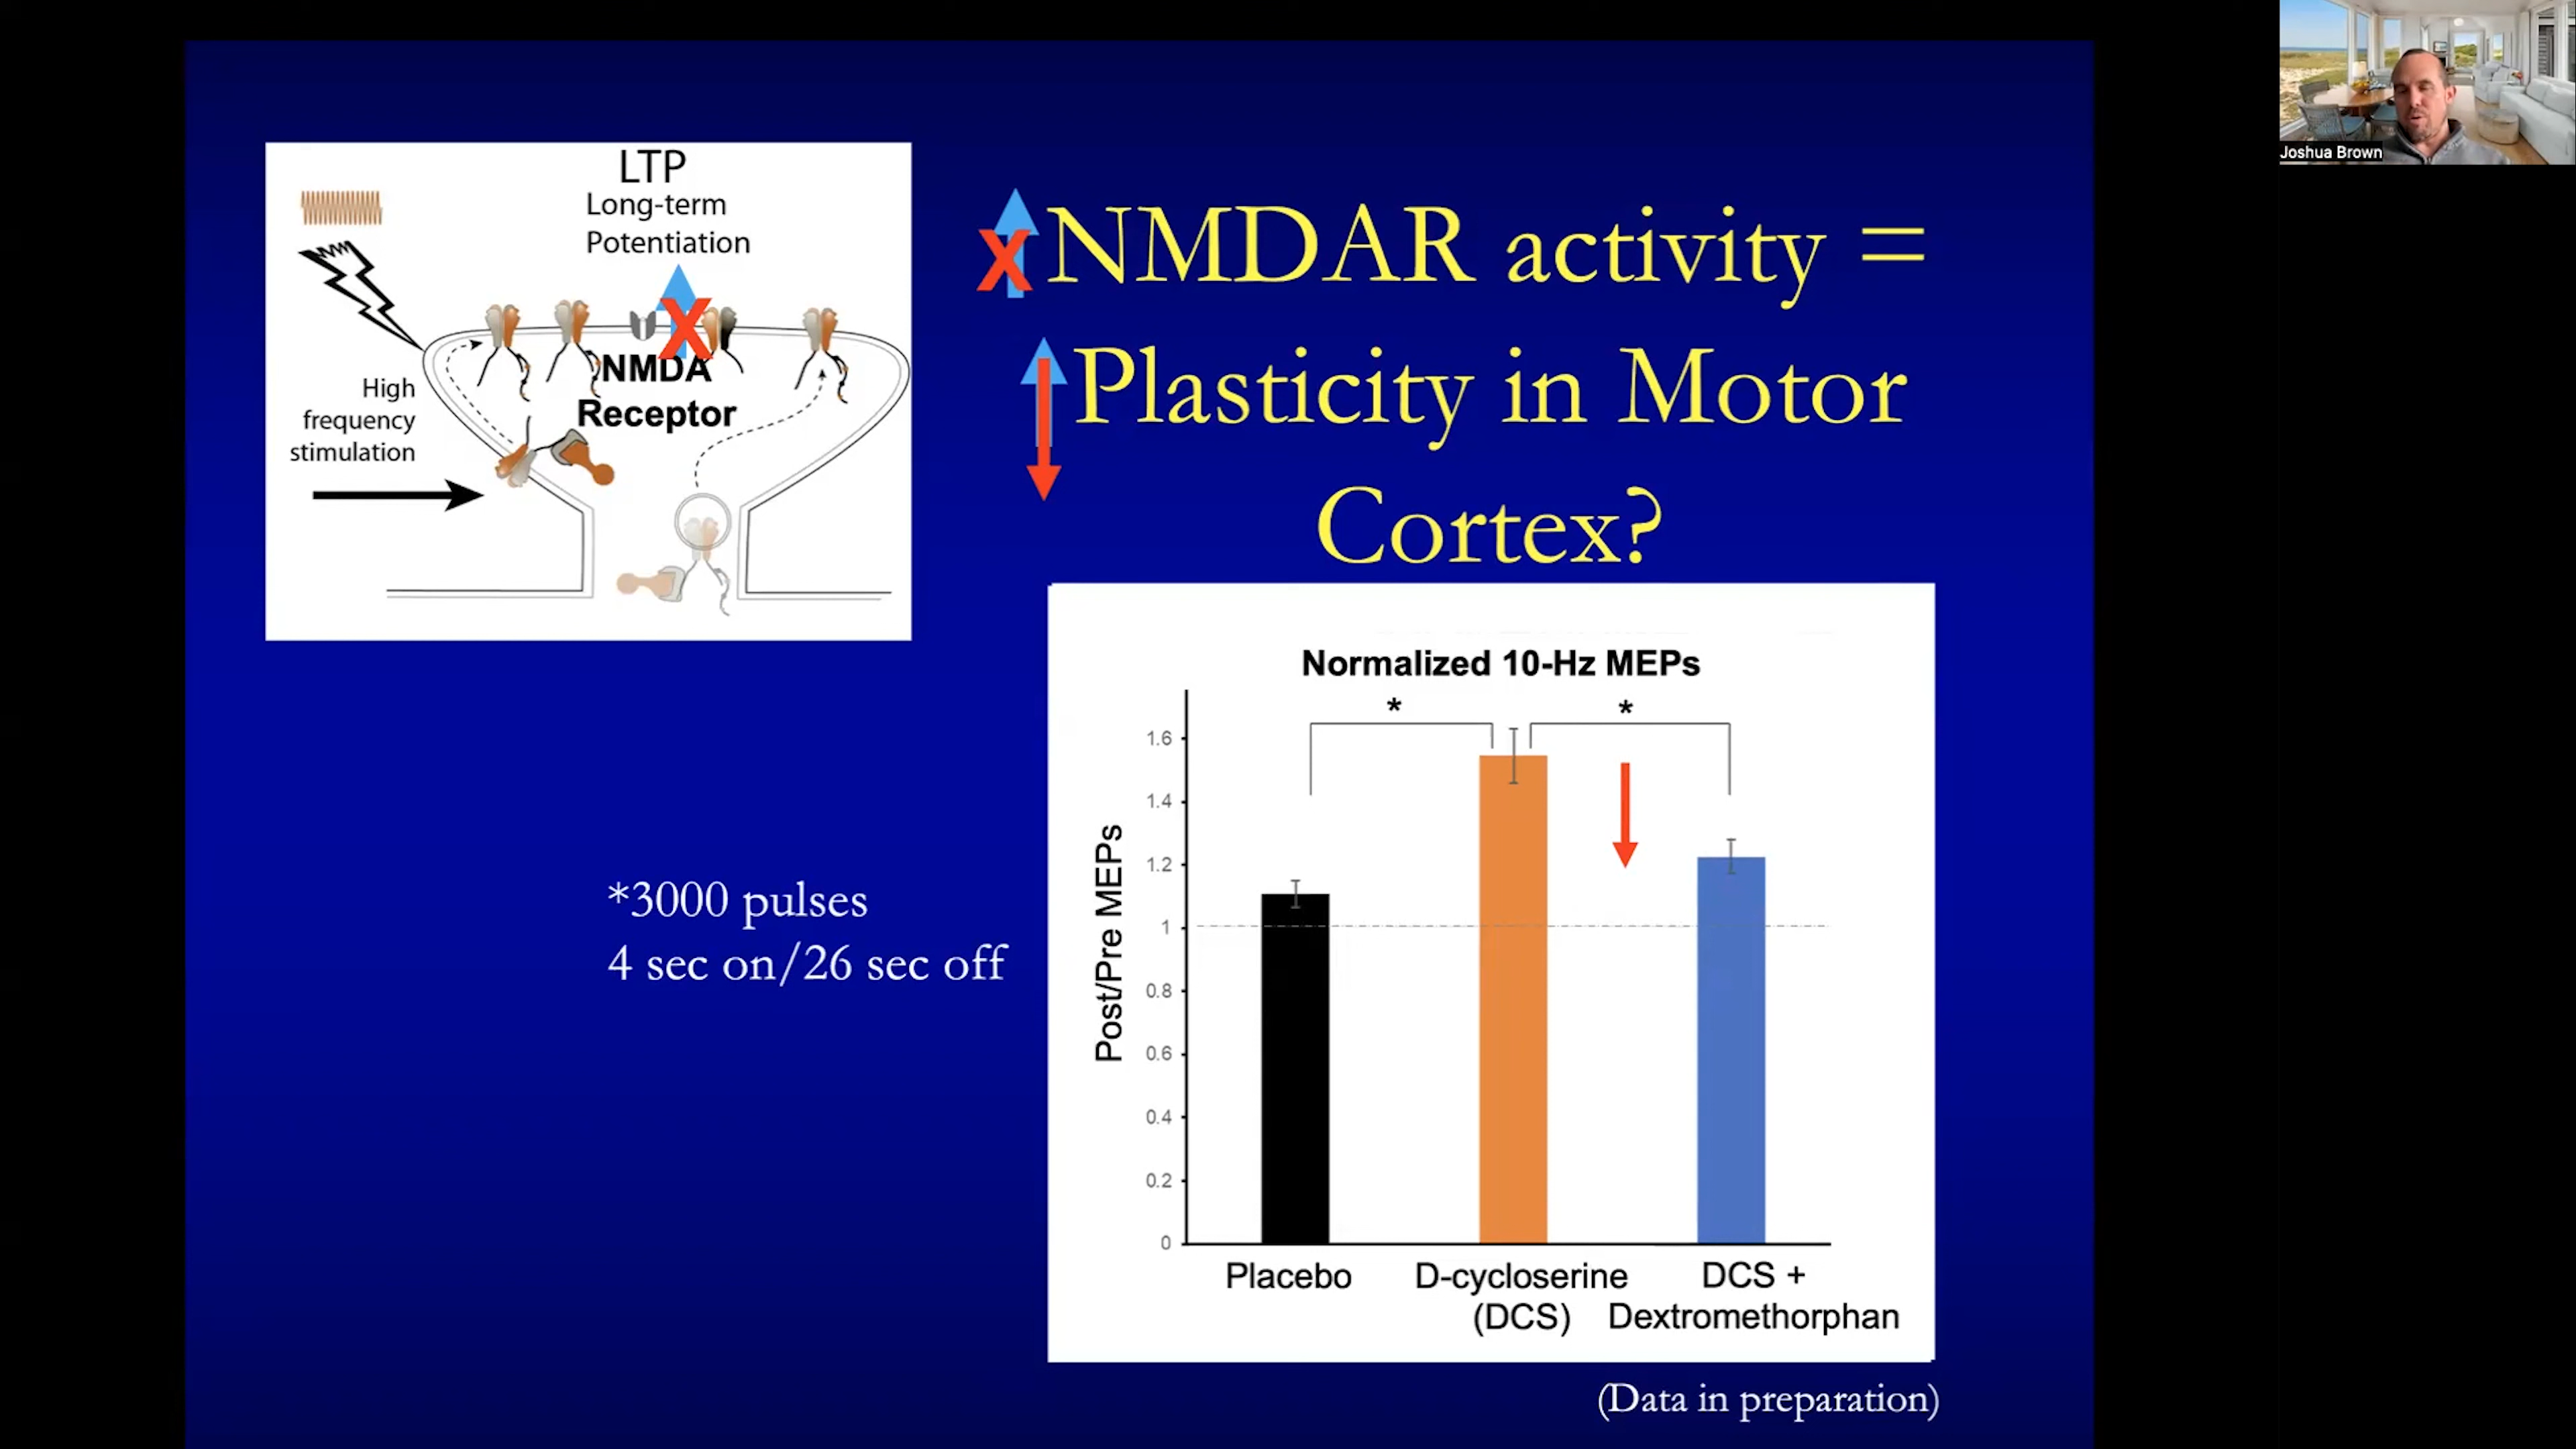 Joshua Brown
LTP
Long-term
Potentiation
NMDA
Receptor
High
frequency
stimulation
X
X
NMDAR activity =
Plasticity in Motor
Cortex?
*3000 pulses
4 sec on/26 sec off
Normalized 10-Hz MEPs
*
*
Post/Pre MEPs
1.6
1.4
1.2
1
0.8
0.6
0.4
0.2
0
Placebo
D-cycloserine
(DCS)
DCS +
Dextromethorphan
(Data in preparation)